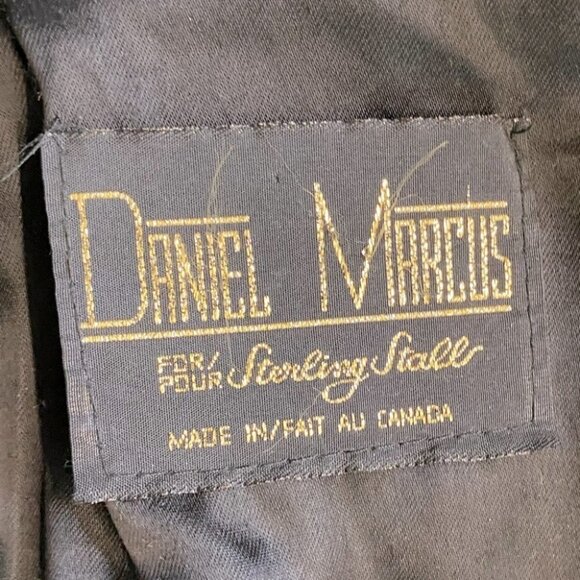 DANIEL MARCUS
FOR/
POUR Sterling Stall
MADE IN/FAIT AU CANADA